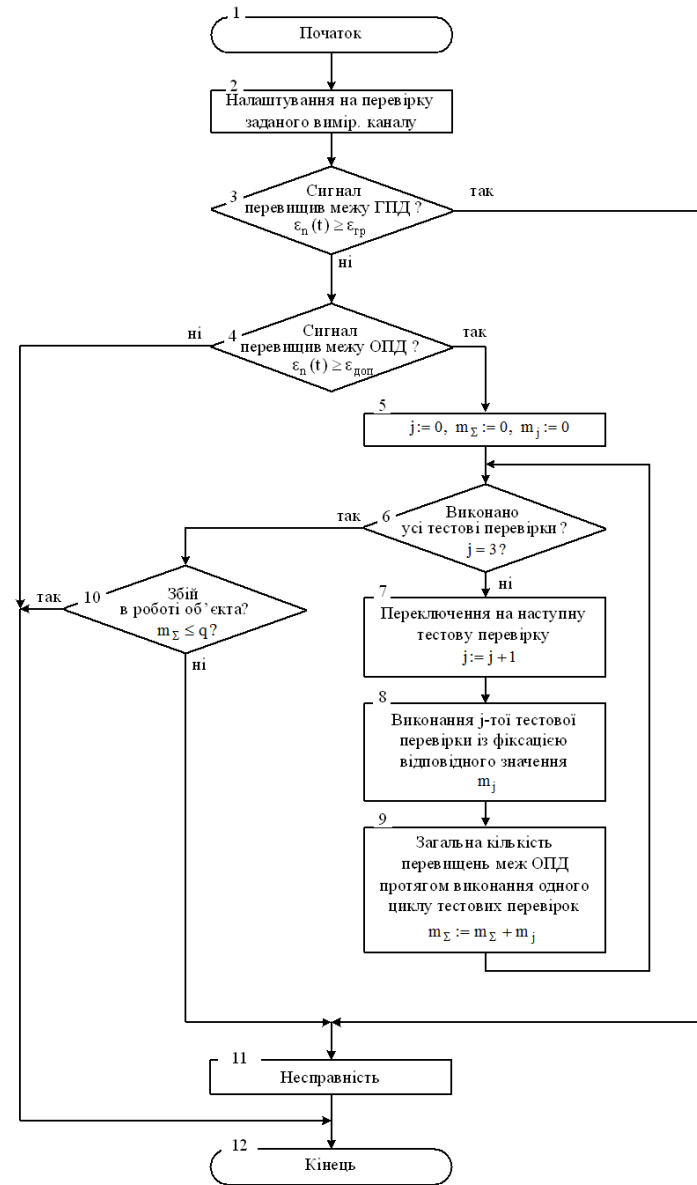 1
Початок
2
Налаштування на перевірку
заданого вимір. каналу
3
Сигнал
перевищив межу ГПД ?
εn (t) ≥ εгр
так
ні
4
Сигнал
перевищив межу ОПД ?
εn (t) ≥ εдоп
ні
так
5
j := 0, mΣ := 0, mj := 0
6
Виконано
усі тестові перевірки ?
j = 3 ?
так
ні
10
Збій
в роботі об’єкта?
mΣ ≤ q ?
так
ні
7
Переключення на наступну
тестову перевірку
j := j + 1
8
Виконання j-тої тестової
перевірки із фіксацією
відповідного значення
mj
9
Загальна кількість
перевищень меж ОПД
протягом виконання одного
циклу тестових перевірок
mΣ := mΣ + mj
11
Несправність
12
Кінець